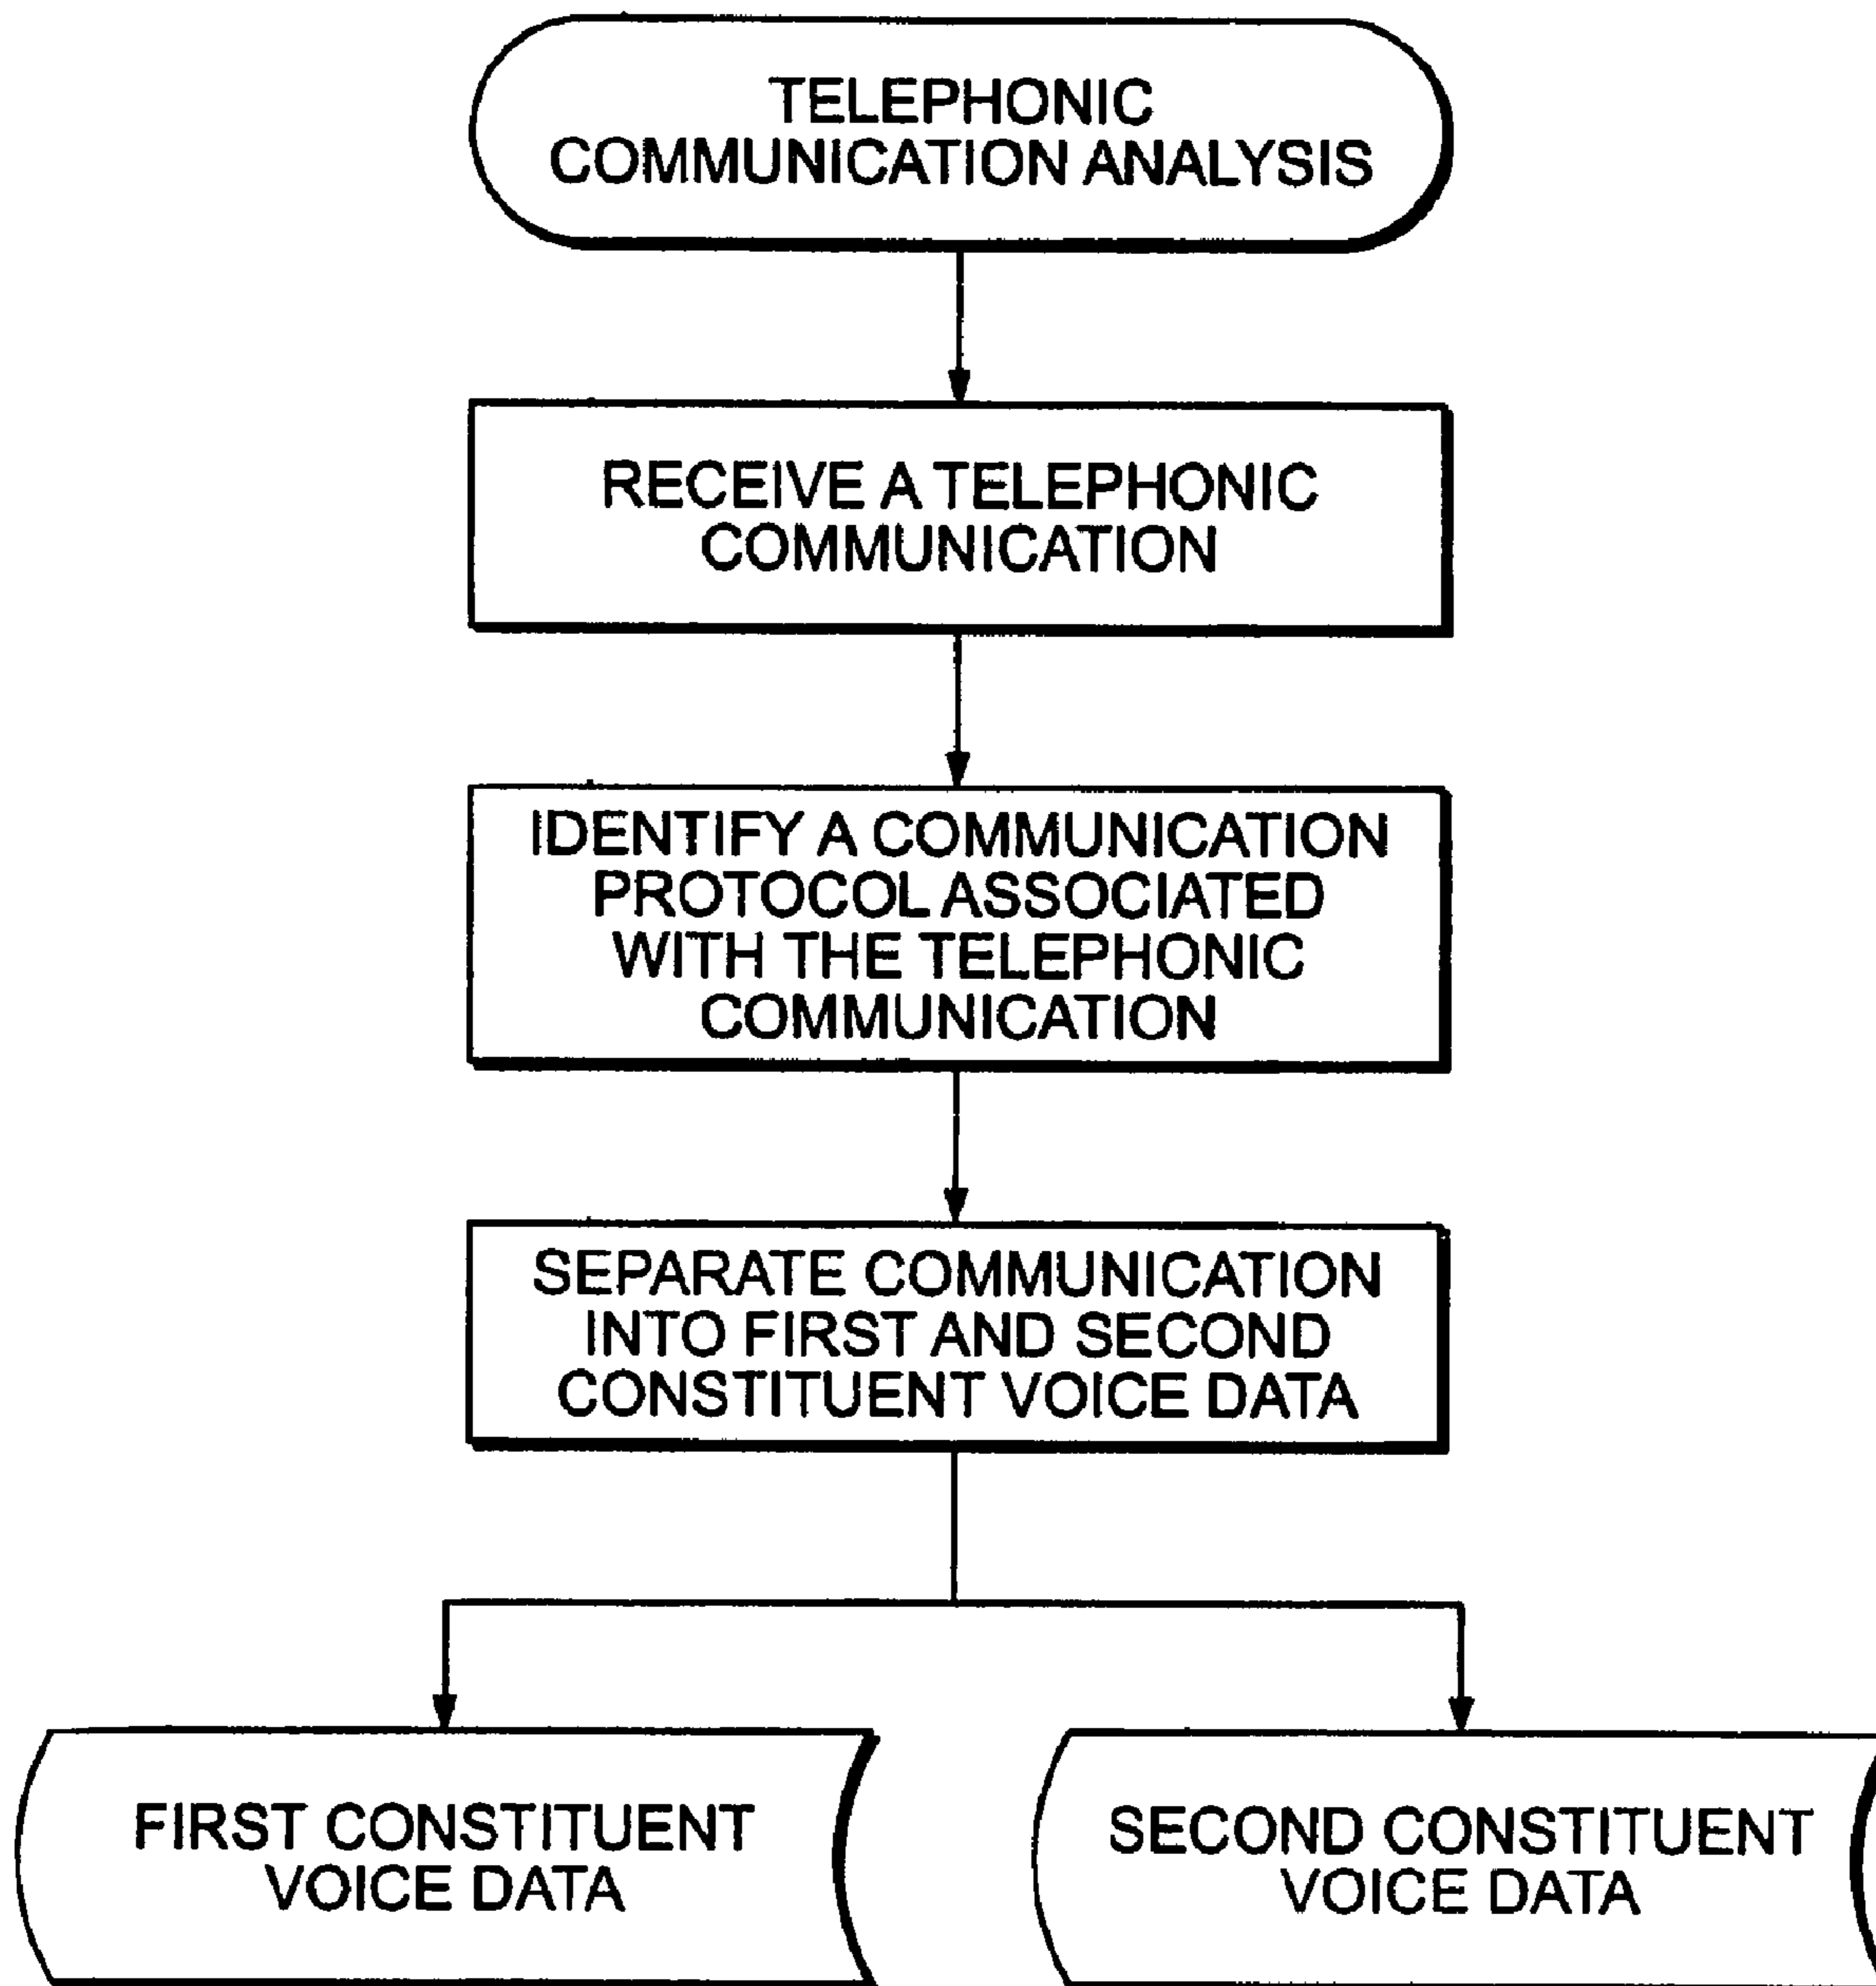 TELEPHONIC
COMMUNICATION ANALYSIS
RECEIVE A TELEPHONIC
COMMUNICATION
IDENTIFY A COMMUNICATION
PROTOCOL ASSOCIATED
WITH THE TELEPHONIC
COMMUNICATION
SEPARATE COMMUNICATION
INTO FIRST AND SECOND
CONSTITUENT VOICE DATA
FIRST CONSTITUENT
VOICE DATA
SECOND CONSTITUENT
VOICE DATA